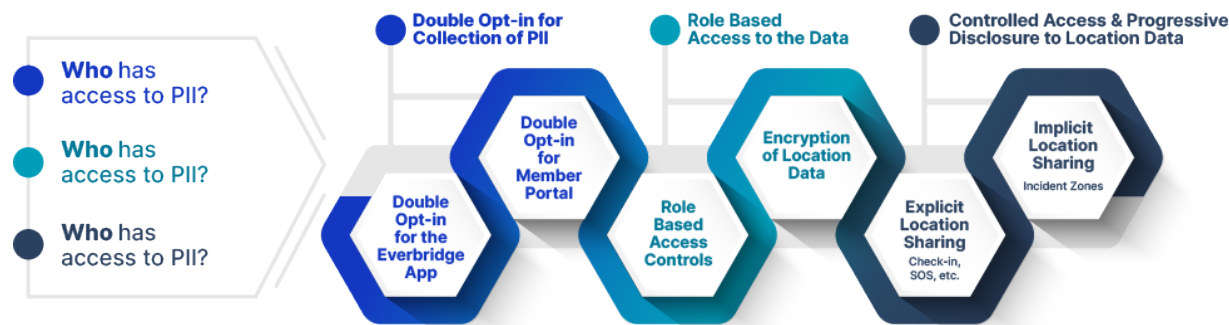 Who has
access to PII?
Who has
access to PII?
Who has
access to PII?
Double Opt-in for
Collection of PII
Double
Opt-in
for the
Everbridge
App
Double
Opt-in
for
Member
Portal
Role Based
Access to the Data
Role
Based
Access
Controls
Encryption
of Location
Data
Controlled Access & Progressive
Disclosure to Location Data
Explicit
Location
Sharing
Check-in,
SOS, etc.
Implicit
Location
Sharing
Incident Zones